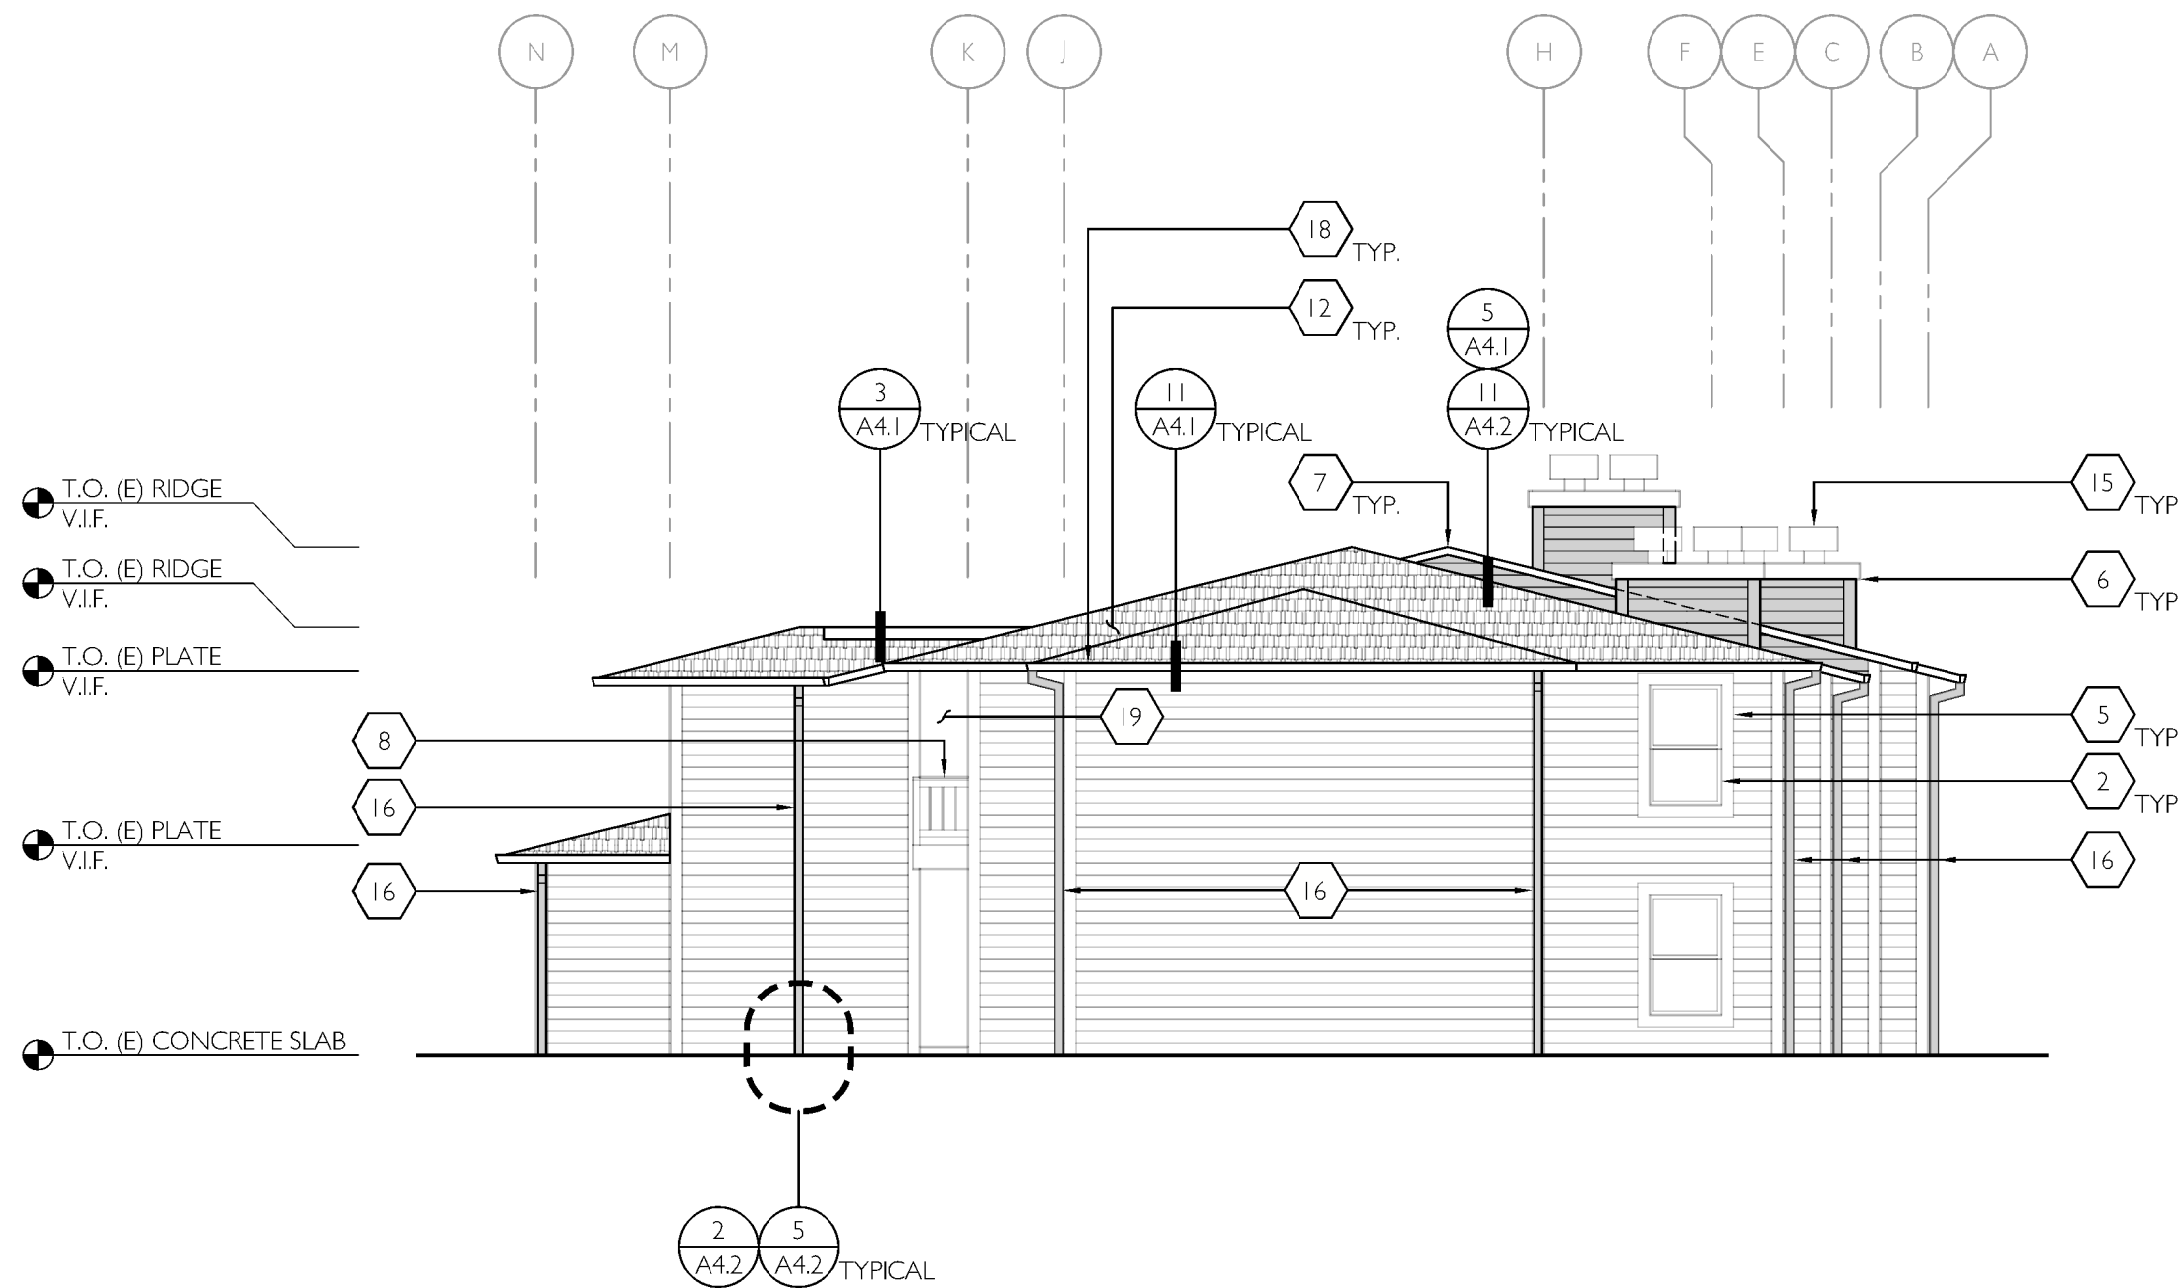 N M K J H F E C B A
18
TYP.
12
TYP.
5
A4.1
3
A4.1 TYPICAL
11
A4.1 TYPICAL
11
A4.2 TYPICAL
7
TYP.
15
TYP
T.O. (E) RIDGE
V.I.F.
T.O. (E) RIDGE
V.I.F.
6
TYP
T.O. (E) PLATE
V.I.F.
19
5
TYP
8
2
TYP
16
T.O. (E) PLATE
V.I.F.
16
16
16
T.O. (E) CONCRETE SLAB
2
A4.2
5
A4.2 TYPICAL